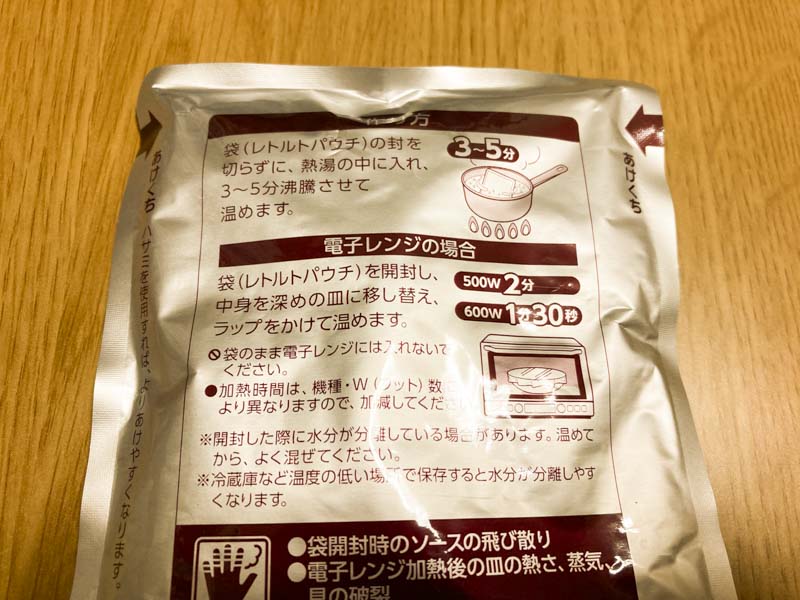 方
袋(レトルトパウチ)の封を
切らずに、熱湯の中に入れ、
3〜5分沸騰させて
温めます。
3〜5分
電子レンジの場合
袋(レトルトパウチ)を開封し、
中身を深めの皿に移し替え、
ラップをかけて温めます。
500W 2分
600W 1分30秒
袋のまま電子レンジには入れないで
ください。
●加熱時間は、機種・W(ワット)数に
より異なりますので、加減してください
※開封した際に水分が分離している場合があります。温めて
から、よく混ぜてください。
※冷蔵庫など温度の低い場所で保存すると水分が分離しやす
くなります。
●袋開封時のソースの飛び散り
●電子レンジ加熱後の皿の熱さ、蒸気、
具の破裂
あけくち
ハサミを使用すれば、よりあけやすくなります。
あけくち